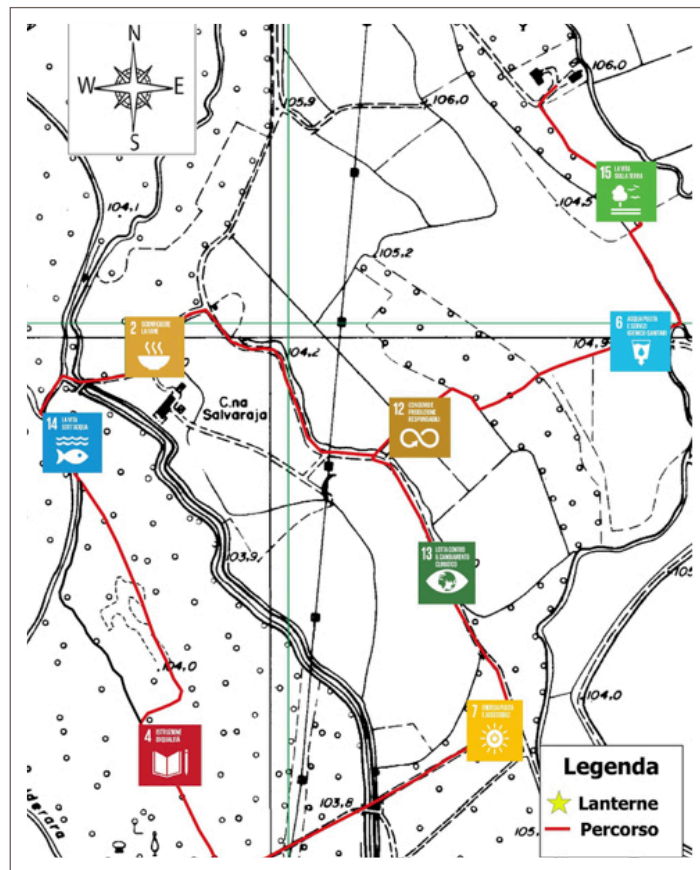 N
W E
S
105,9
106,0
106,0
15 LA VITA
SULLA TERRA
104,1
104,5
105,2
2 SCONFIGGERE
LA FAME
6 ACQUA PULITA
E SERVIZI
IGIENICO-SANITARI
104,2
104,9
C.na
Salvaraja
12 CONSUMO E
PRODUZIONE
RESPONSABILI
14 LA VITA
SOTT'ACQUA
103,9
13 LOTTA CONTRO
IL CAMBIAMENTO
CLIMATICO
104,0
104,0
4 ISTRUZIONE
DI QUALITÀ
7 ENERGIA PULITA
E ACCESSIBILE
103,8
Legenda
Lanterne
Percorso